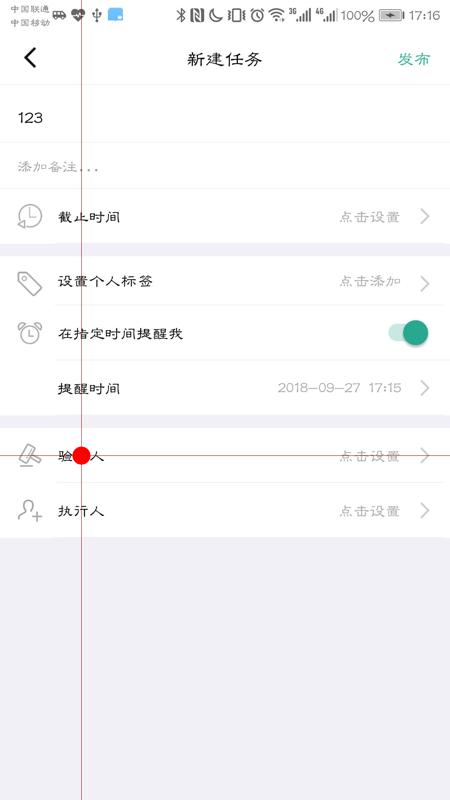 中国联通
中国移动
3G 4G 100% 17:16
新建任务 发布
123
添加备注...
截止时间 点击设置
设置个人标签 点击添加
在指定时间提醒我
提醒时间 2018-09-27 17:15
验 人 点击设置
执行人 点击设置